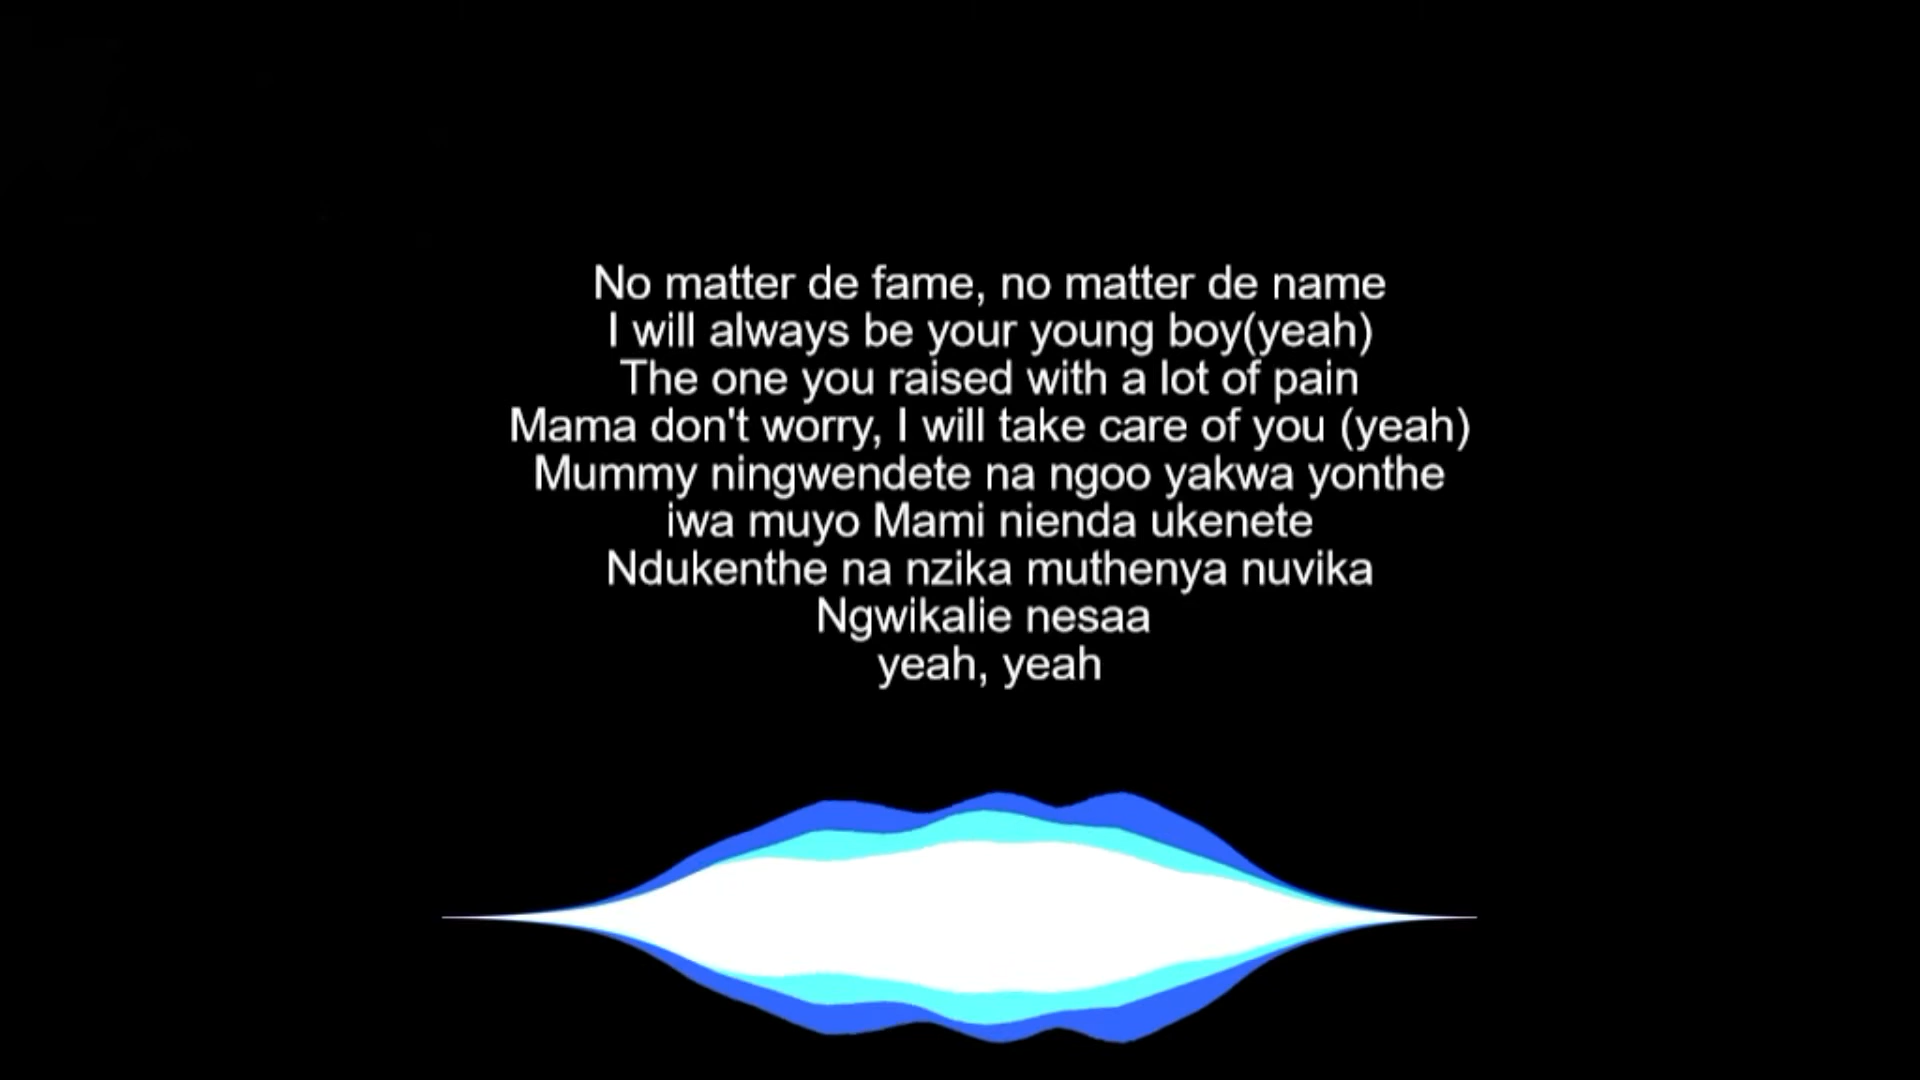 No matter de fame, no matter de name
I will always be your young boy(yeah)
The one you raised with a lot of pain
Mama don't worry, I will take care of you (yeah)
Mummy ningwendete na ngoo yakwa yonthe
iwa muyo Mami nienda ukenete
Ndukenthe na nzika muthenya nuvika
Ngwikalie nesaa
yeah, yeah